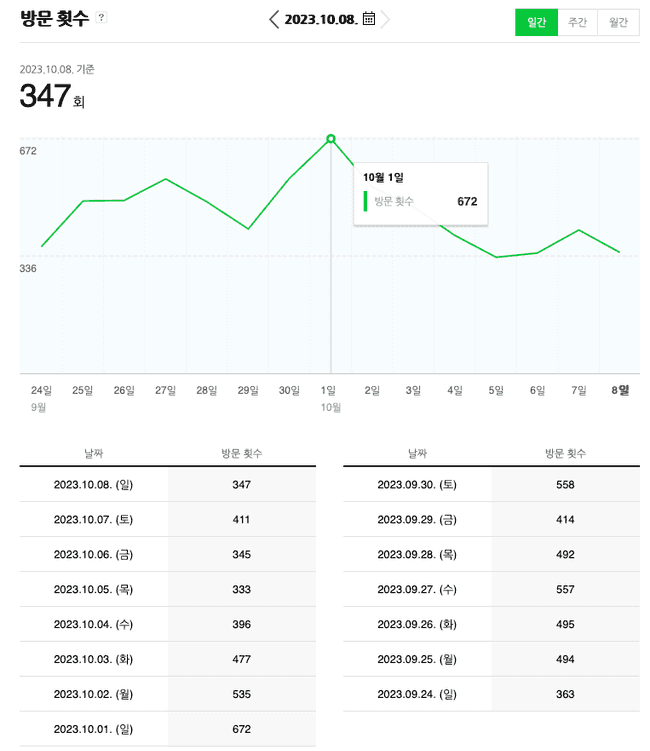 방문 횟수 ?
2023.10.08.
일간 주간 월간
2023.10.08. 기준
347회
672
10월 1일
방문 횟수 672
336
24일 25일 26일 27일 28일 29일 30일 1일 2일 3일 4일 5일 6일 7일 8일
9월 10월
날짜 방문 횟수 날짜 방문 횟수
2023.10.08. (일) 347 2023.09.30. (토) 558
2023.10.07. (토) 411 2023.09.29. (금) 414
2023.10.06. (금) 345 2023.09.28. (목) 492
2023.10.05. (목) 333 2023.09.27. (수) 557
2023.10.04. (수) 396 2023.09.26. (화) 495
2023.10.03. (화) 477 2023.09.25. (월) 494
2023.10.02. (월) 535 2023.09.24. (일) 363
2023.10.01. (일) 672